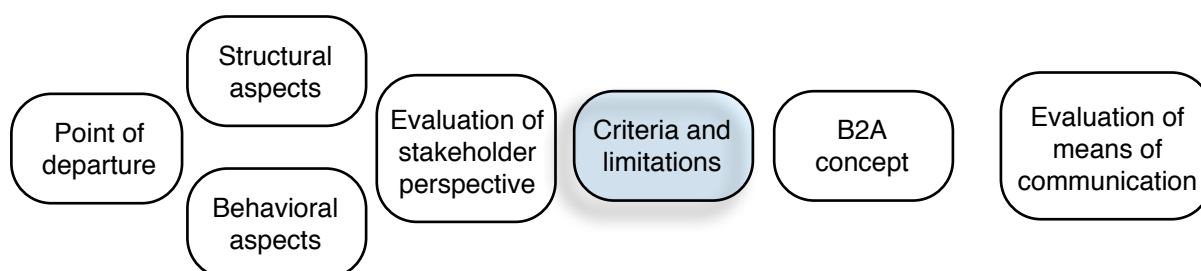 Point of
departure
Structural
aspects
Behavioral
aspects
Evaluation of
stakeholder
perspective
Criteria and
limitations
B2A
concept
Evaluation of
means of
communication